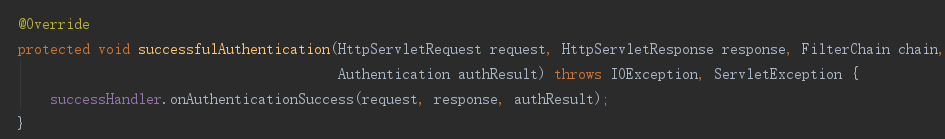 @Override
protected void successfulAuthentication(HttpServletRequest request, HttpServletResponse response, FilterChain chain,
Authentication authResult) throws IOException, ServletException {
successHandler.onAuthenticationSuccess(request, response, authResult);
}